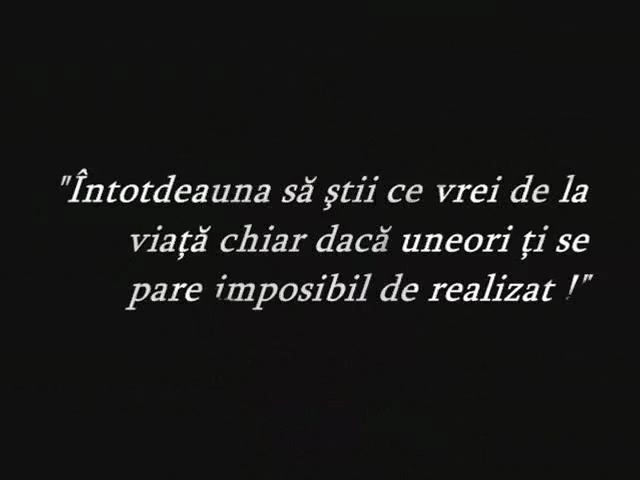 "Întotdeauna să ştii ce vrei de la
viață chiar dacă uneori ți se
pare imposibil de realizat !"